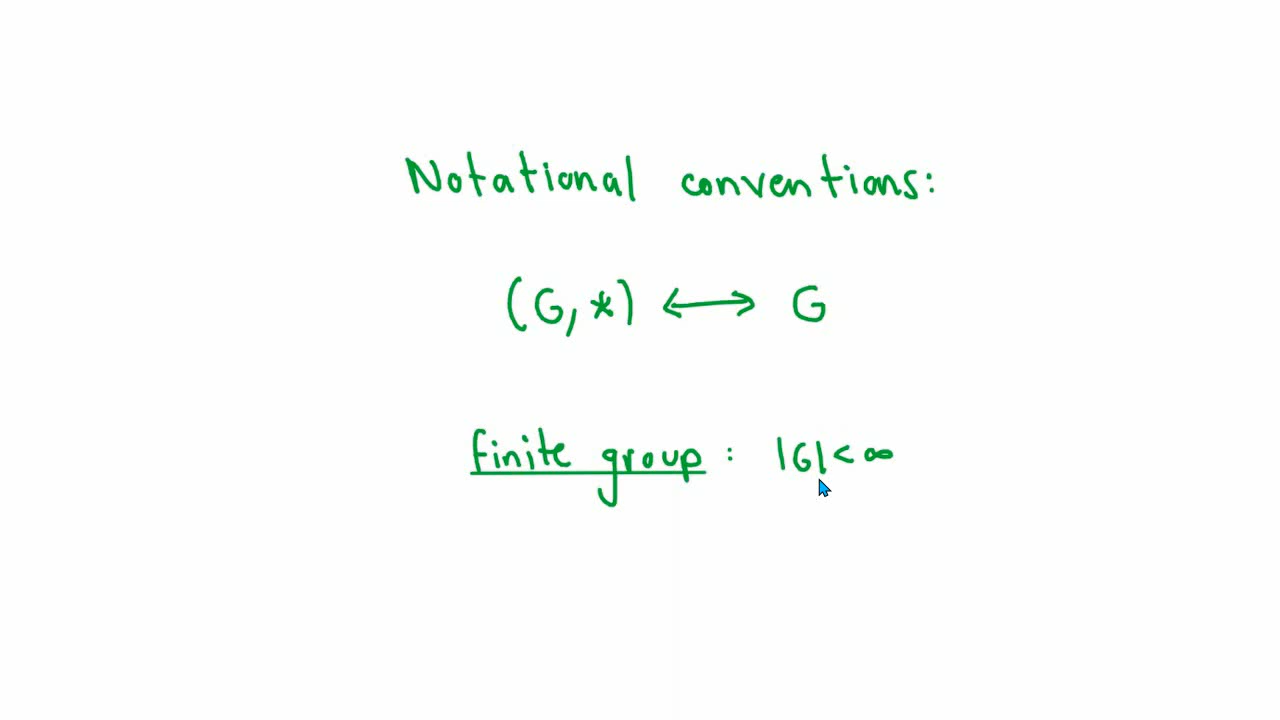 Notational conventions:
(G, *) ⟷ G
finite group : |G| < ∞